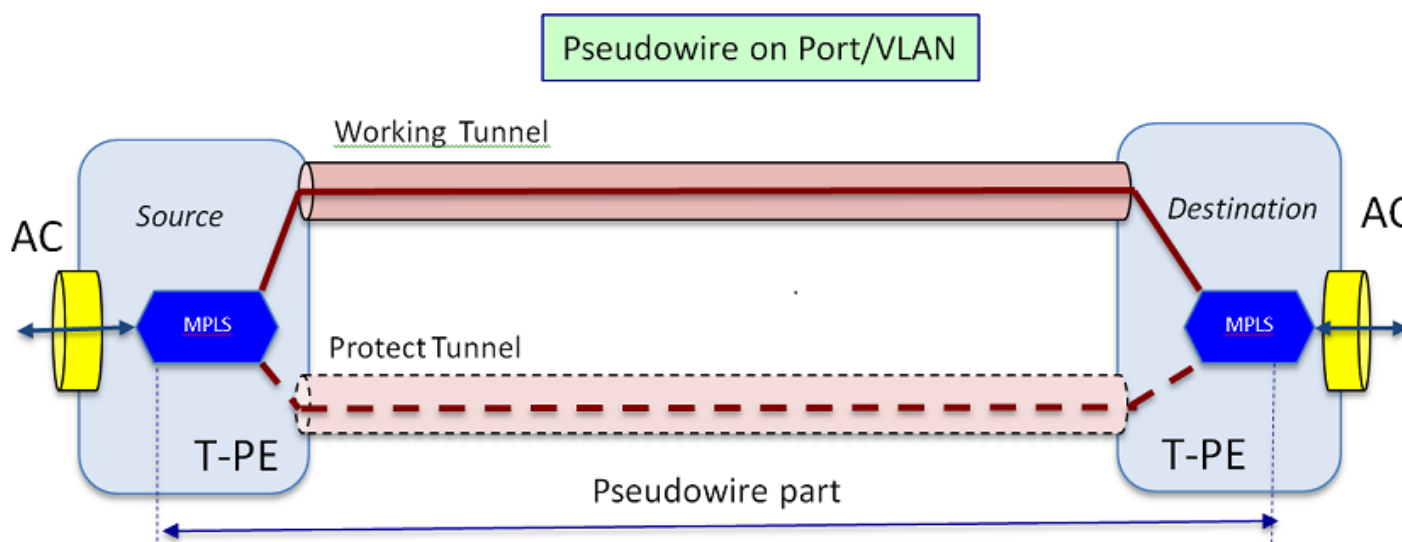 Pseudowire on Port/VLAN
Working Tunnel
Source
Destination
AC
AC
MPLS
MPLS
Protect Tunnel
T-PE
T-PE
Pseudowire part